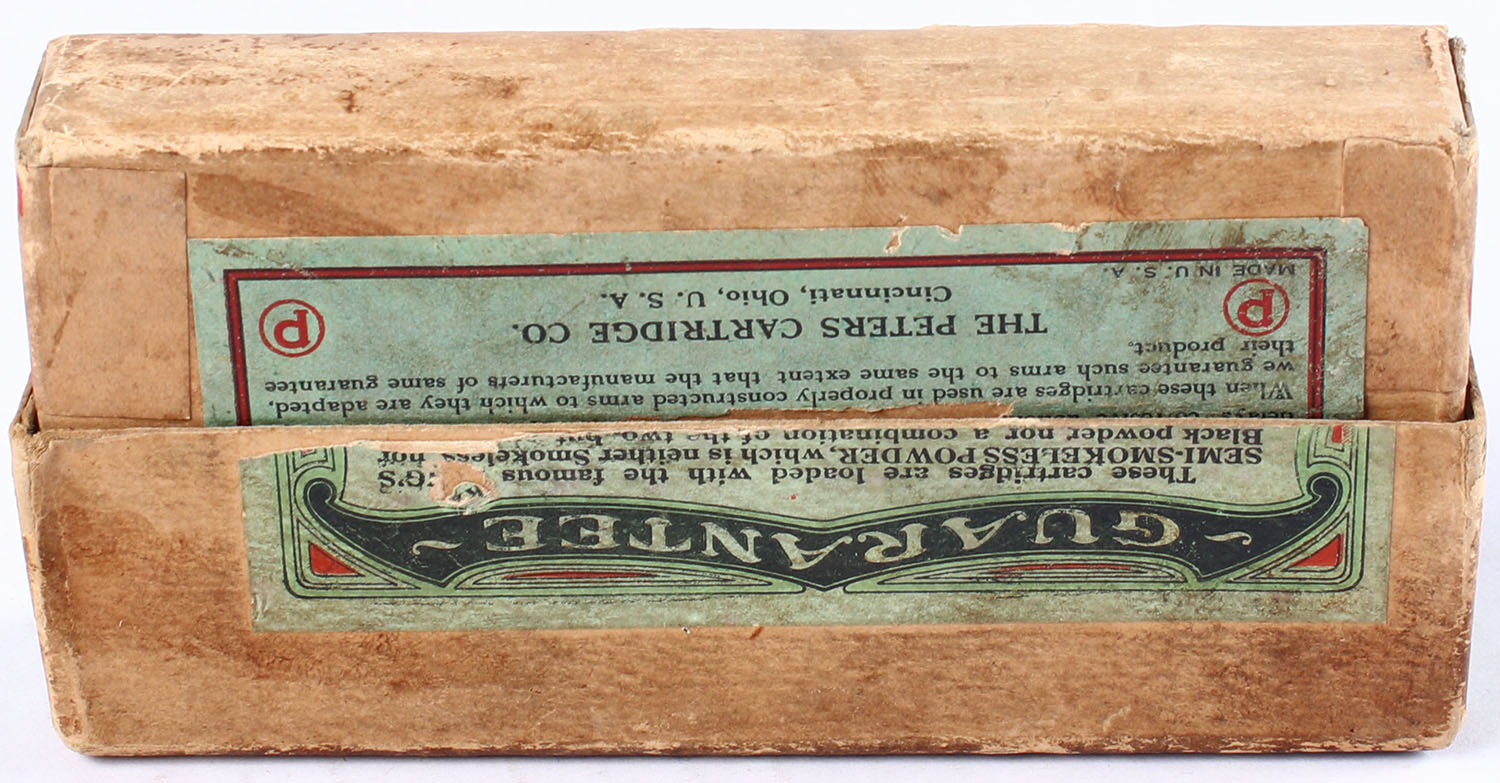 ~ GUARANTEE ~
These cartridges are loaded with the famous G'S
SEMI-SMOKELESS POWDER, which is neither Smokeless nor
Black powder nor a combination of the two, but
When these cartridges are used in properly constructed arms to which they are adapted,
we guarantee such arms to the same extent that the manufacturers of same guarantee
their product.
THE PETERS CARTRIDGE CO.
Cincinnati, Ohio, U. S. A.
P
P
MADE IN U. S. A.